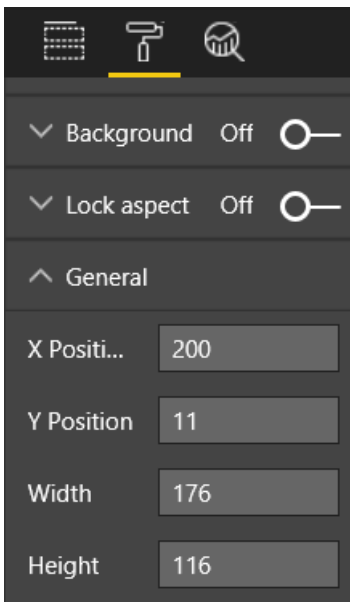 Background Off
Lock aspect Off
General
X Positi... 200
Y Position 11
Width 176
Height 116